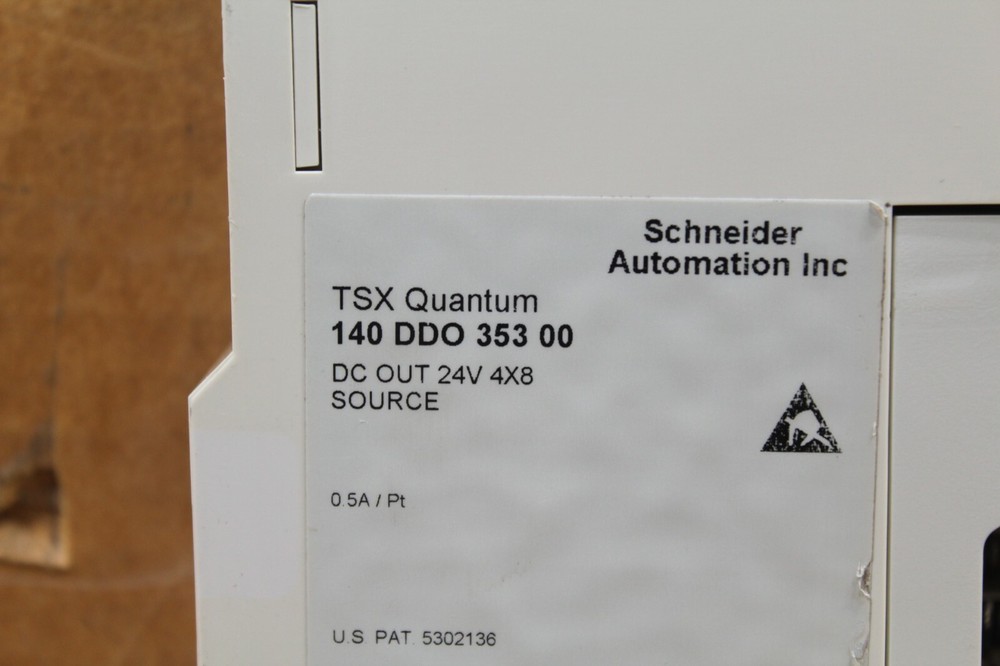 Schneider
Automation Inc
TSX Quantum
140 DDO 353 00
DC OUT 24V 4X8
SOURCE
0.5A / Pt
U.S. PAT. 5302136